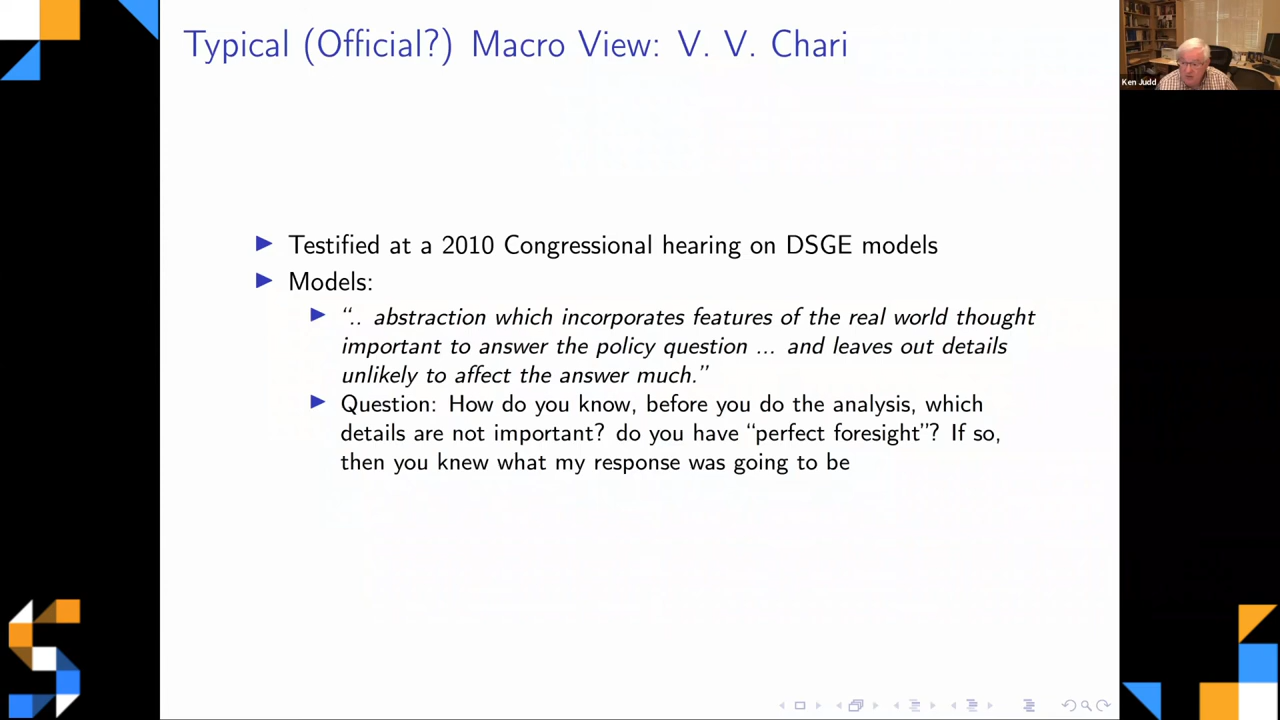 Typical (Official?) Macro View: V. V. Chari
Ken Judd
Testified at a 2010 Congressional hearing on DSGE models
Models:
“.. abstraction which incorporates features of the real world thought
important to answer the policy question ... and leaves out details
unlikely to affect the answer much.”
Question: How do you know, before you do the analysis, which
details are not important? do you have “perfect foresight”? If so,
then you knew what my response was going to be